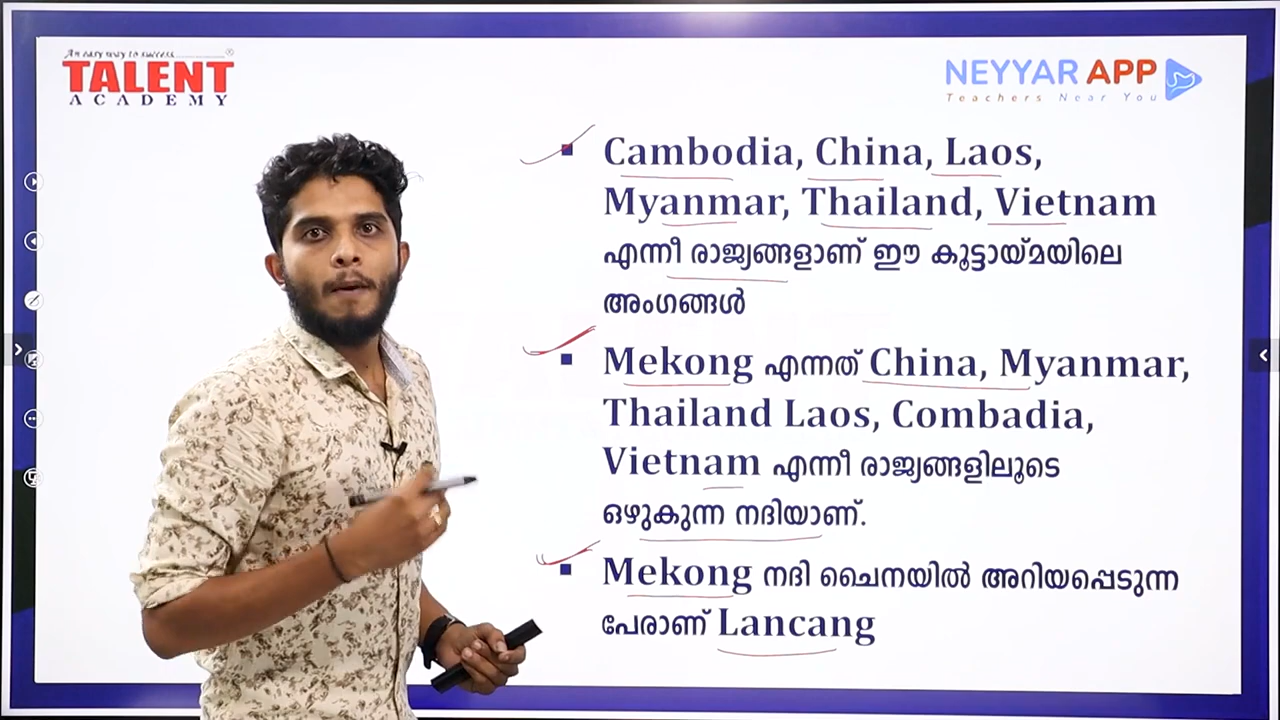 An easy way to success
TALENT
ACADEMY
NEYYAR APP
Teachers Near You
Cambodia, China, Laos,
Myanmar, Thailand, Vietnam
എന്നീ രാജ്യങ്ങളാണ് ഈ കൂട്ടായ്മയിലെ
അംഗങ്ങൾ
Mekong എന്നത് China, Myanmar,
Thailand Laos, Combadia,
Vietnam എന്നീ രാജ്യങ്ങളിലൂടെ
ഒഴുകുന്ന നദിയാണ്.
Mekong നദി ചൈനയിൽ അറിയപ്പെടുന്ന
പേരാണ് Lancang